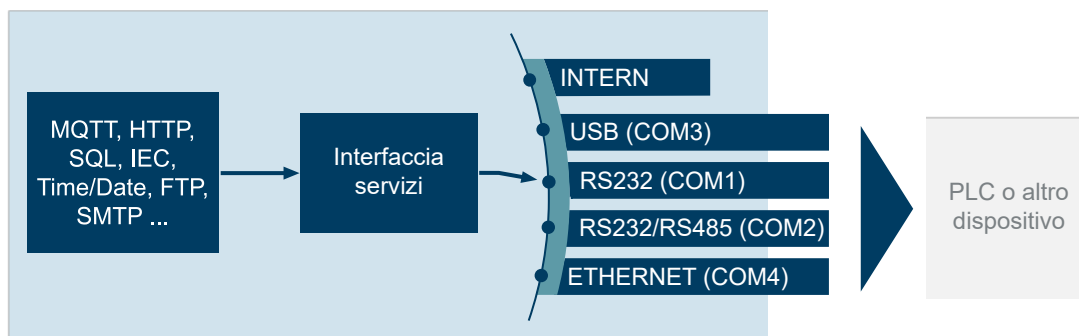 MQTT, HTTP,
SQL, IEC,
Time/Date, FTP,
SMTP ...
Interfaccia
servizi
INTERN
USB (COM3)
RS232 (COM1)
RS232/RS485 (COM2)
ETHERNET (COM4)
PLC o altro
dispositivo